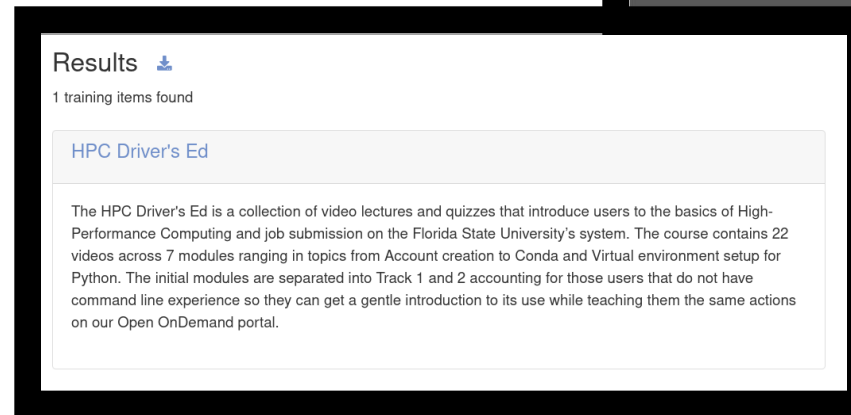 Results
1 training items found
HPC Driver's Ed
The HPC Driver's Ed is a collection of video lectures and quizzes that introduce users to the basics of High-
Performance Computing and job submission on the Florida State University’s system. The course contains 22
videos across 7 modules ranging in topics from Account creation to Conda and Virtual environment setup for
Python. The initial modules are separated into Track 1 and 2 accounting for those users that do not have
command line experience so they can get a gentle introduction to its use while teaching them the same actions
on our Open OnDemand portal.